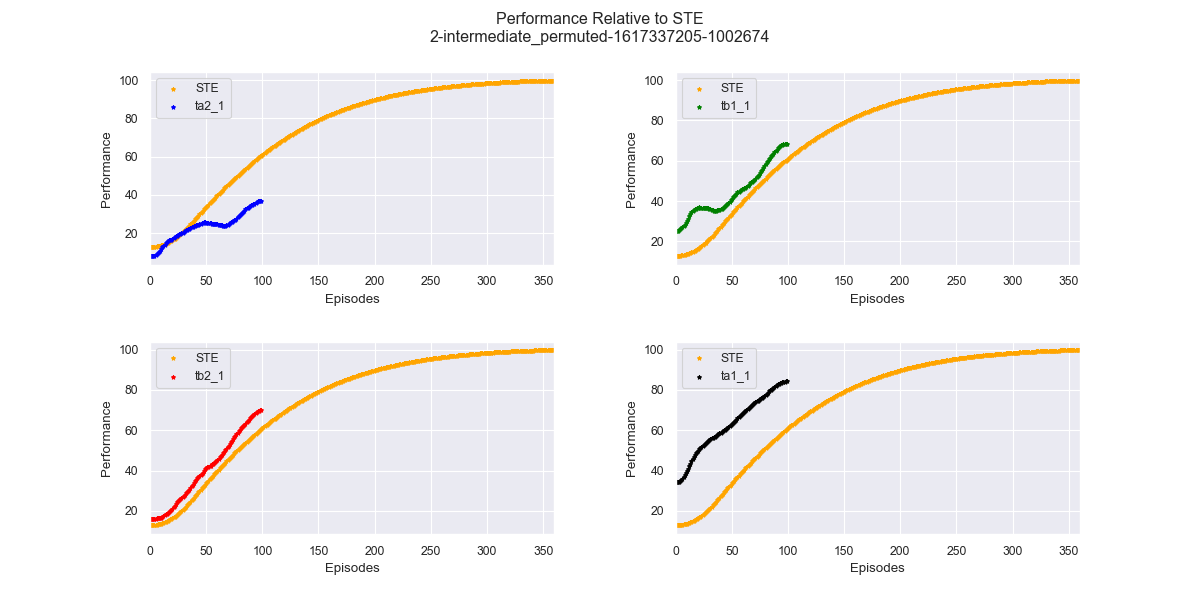 Performance Relative to STE
2-intermediate_permuted-1617337205-1002674
100
80
60
40
20
Performance
STE
ta2_1
0 50 100 150 200 250 300 350
Episodes
100
80
60
40
20
Performance
STE
tb1_1
0 50 100 150 200 250 300 350
Episodes
100
80
60
40
20
Performance
STE
tb2_1
0 50 100 150 200 250 300 350
Episodes
100
80
60
40
20
Performance
STE
ta1_1
0 50 100 150 200 250 300 350
Episodes